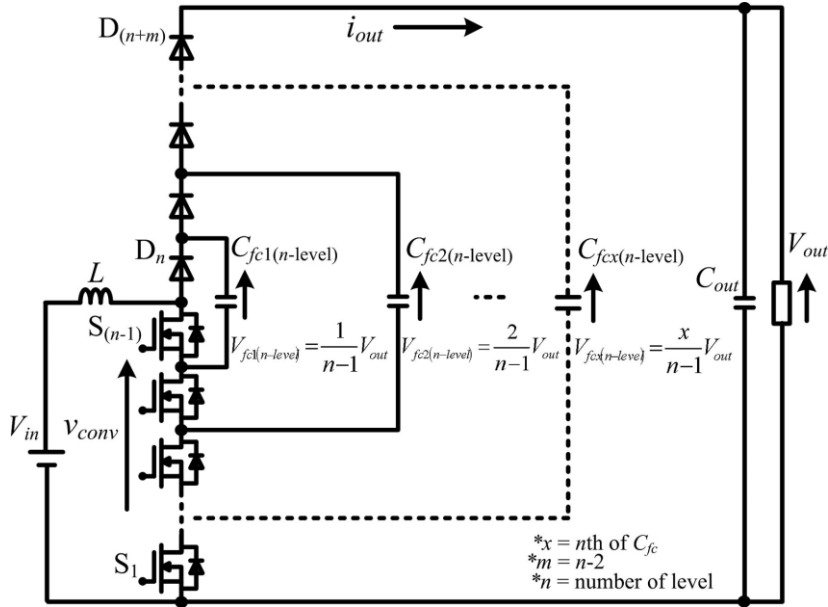 D(n+m)
iout
Dn
Cfc1(n-level)
Cfc2(n-level)
Cfcx(n-level)
Vout
L
Cout
S(n-1)
Vfc1(n-level) = 1/n-1 Vout
Vfc2(n-level) = 2/n-1 Vout
Vfcx(n-level) = x/n-1 Vout
Vin
vconv
S1
*x = nth of Cfc
*m = n-2
*n = number of level